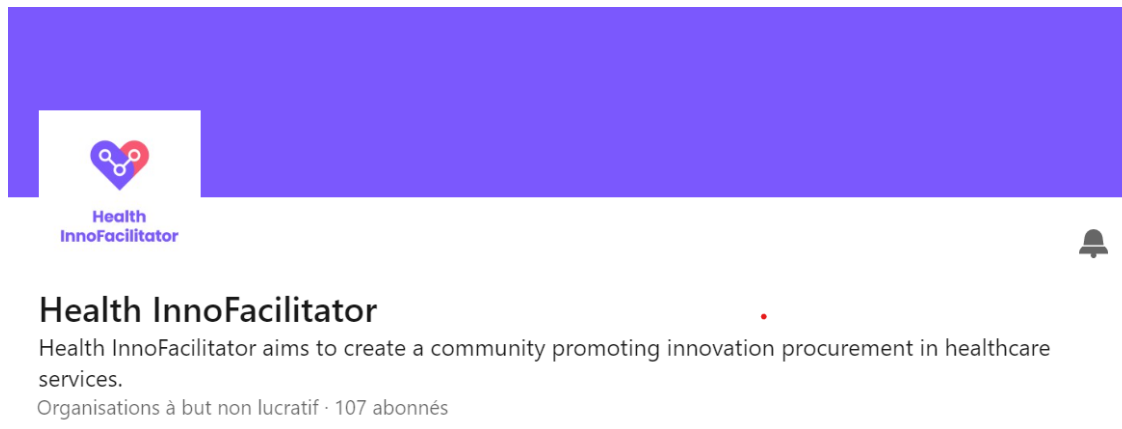 Health
InnoFacilitator
Health InnoFacilitator
Health InnoFacilitator aims to create a community promoting innovation procurement in healthcare
services.
Organisations à but non lucratif · 107 abonnés